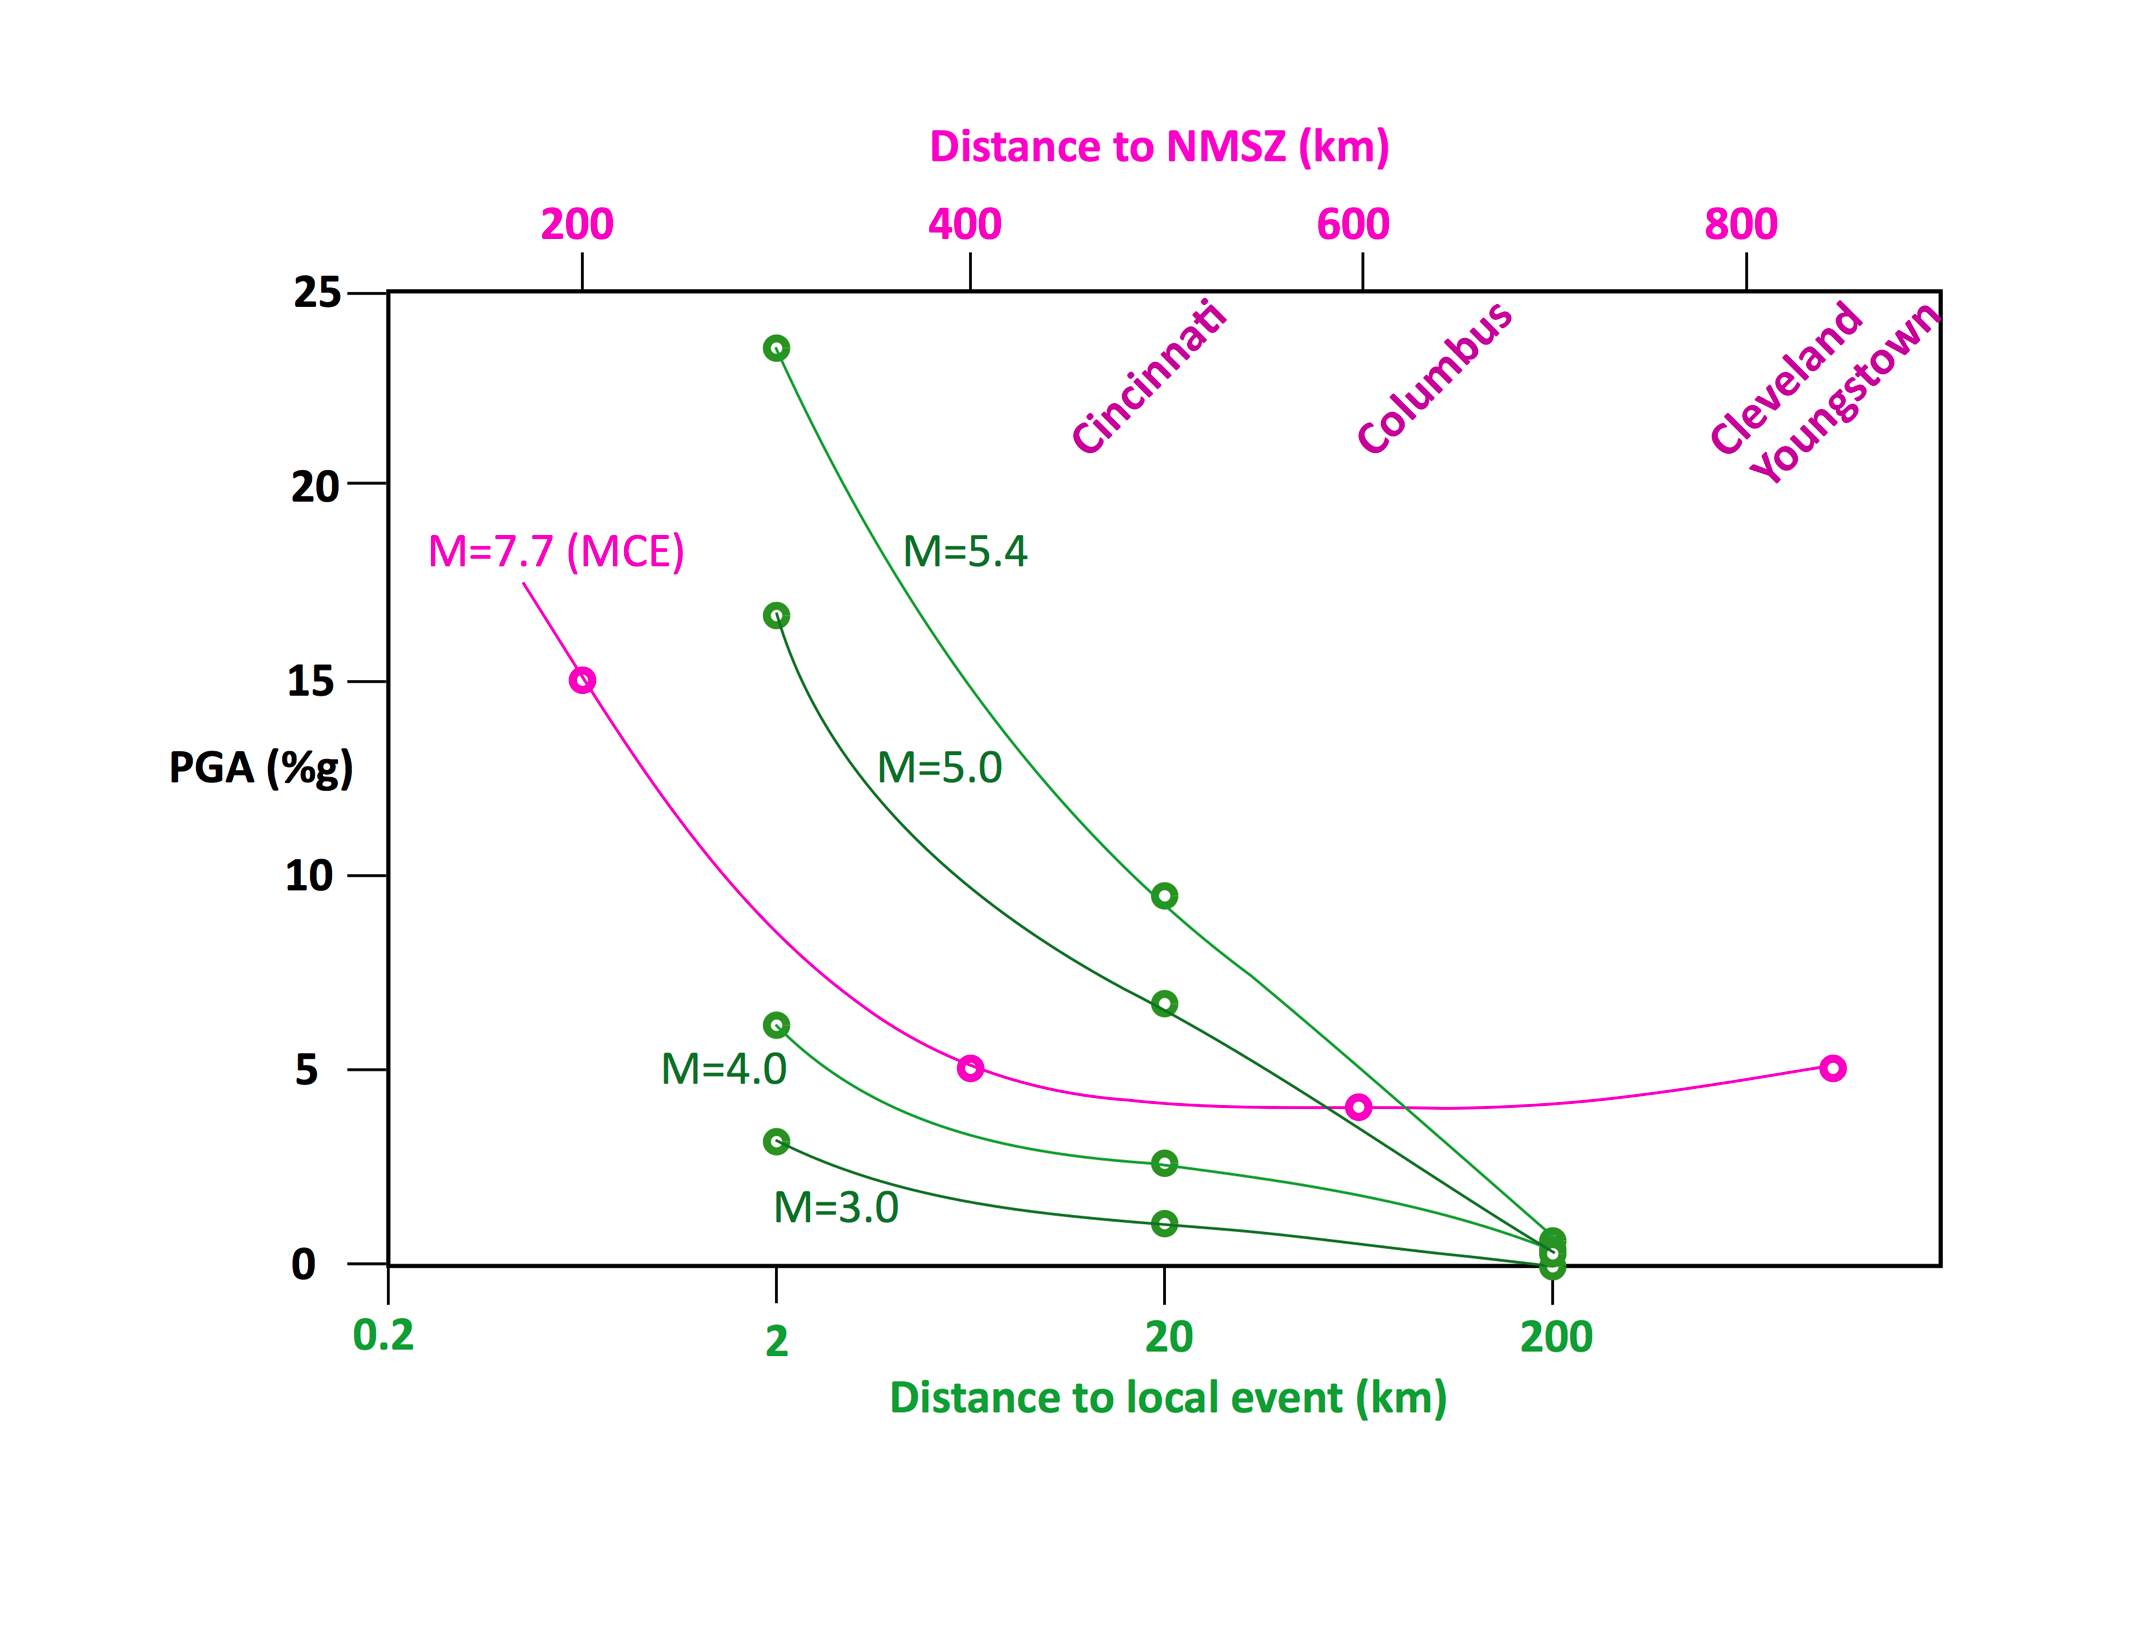 Distance to NMSZ (km)
200 400 600 800
25
Cincinnati
Columbus
Cleveland
Youngstown
20
M=7.7 (MCE)
M=5.4
15
PGA (%g)
M=5.0
10
5
M=4.0
M=3.0
0
0.2 2 20 200
Distance to local event (km)